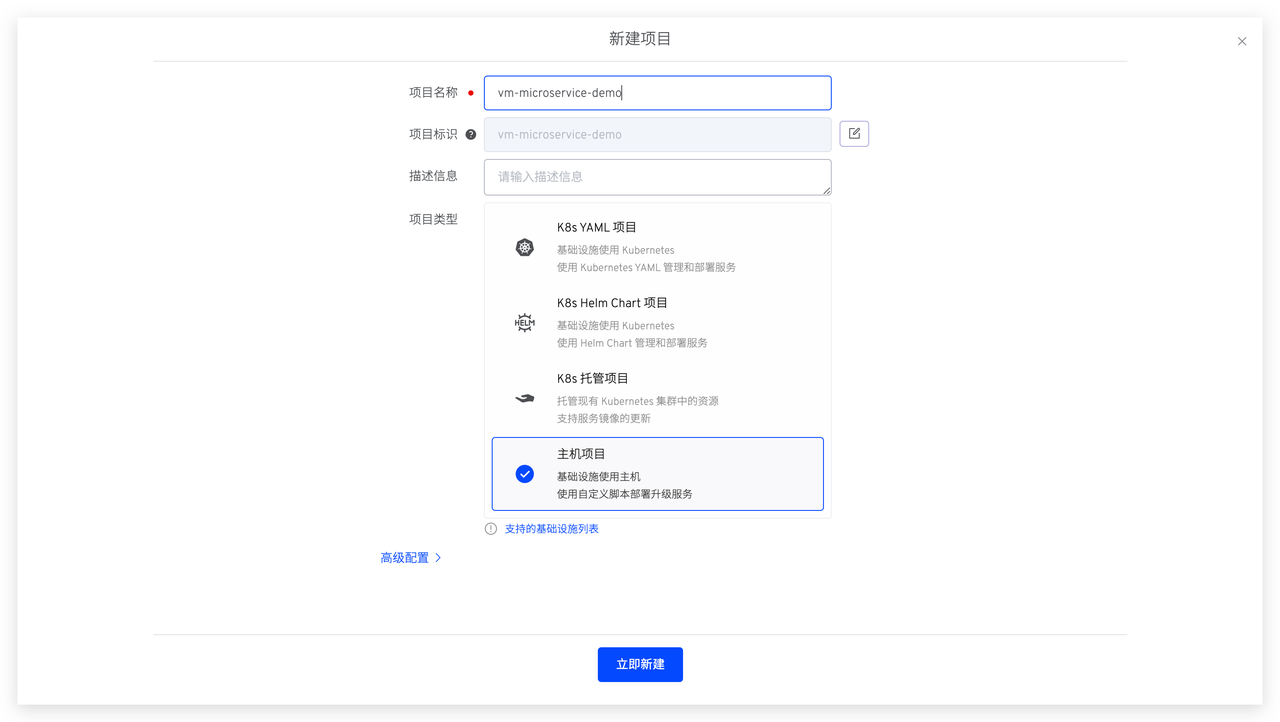 新建项目
项目名称
vm-microservice-demo
项目标识 ?
vm-microservice-demo
描述信息
请输入描述信息
项目类型
K8s YAML 项目
基础设施使用 Kubernetes
使用 Kubernetes YAML 管理和部署服务
HELM
K8s Helm Chart 项目
基础设施使用 Kubernetes
使用 Helm Chart 管理和部署服务
K8s 托管项目
托管现有 Kubernetes 集群中的资源
支持服务镜像的更新
主机项目
基础设施使用主机
使用自定义脚本部署升级服务
支持的基础设施列表
高级配置
立即新建